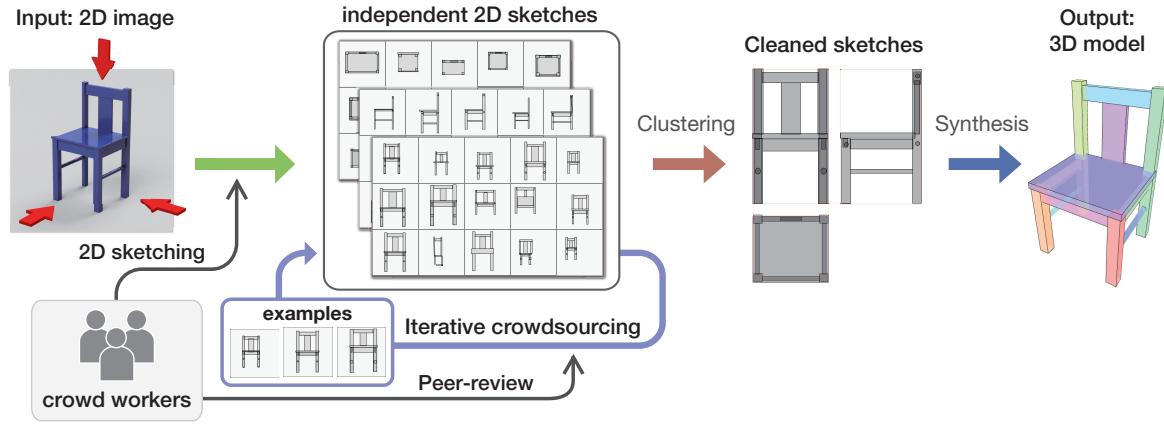 Input: 2D image
independent 2D sketches
Output:
3D model
Cleaned sketches
Clustering
Synthesis
2D sketching
examples
Iterative crowdsourcing
Peer-review
crowd workers